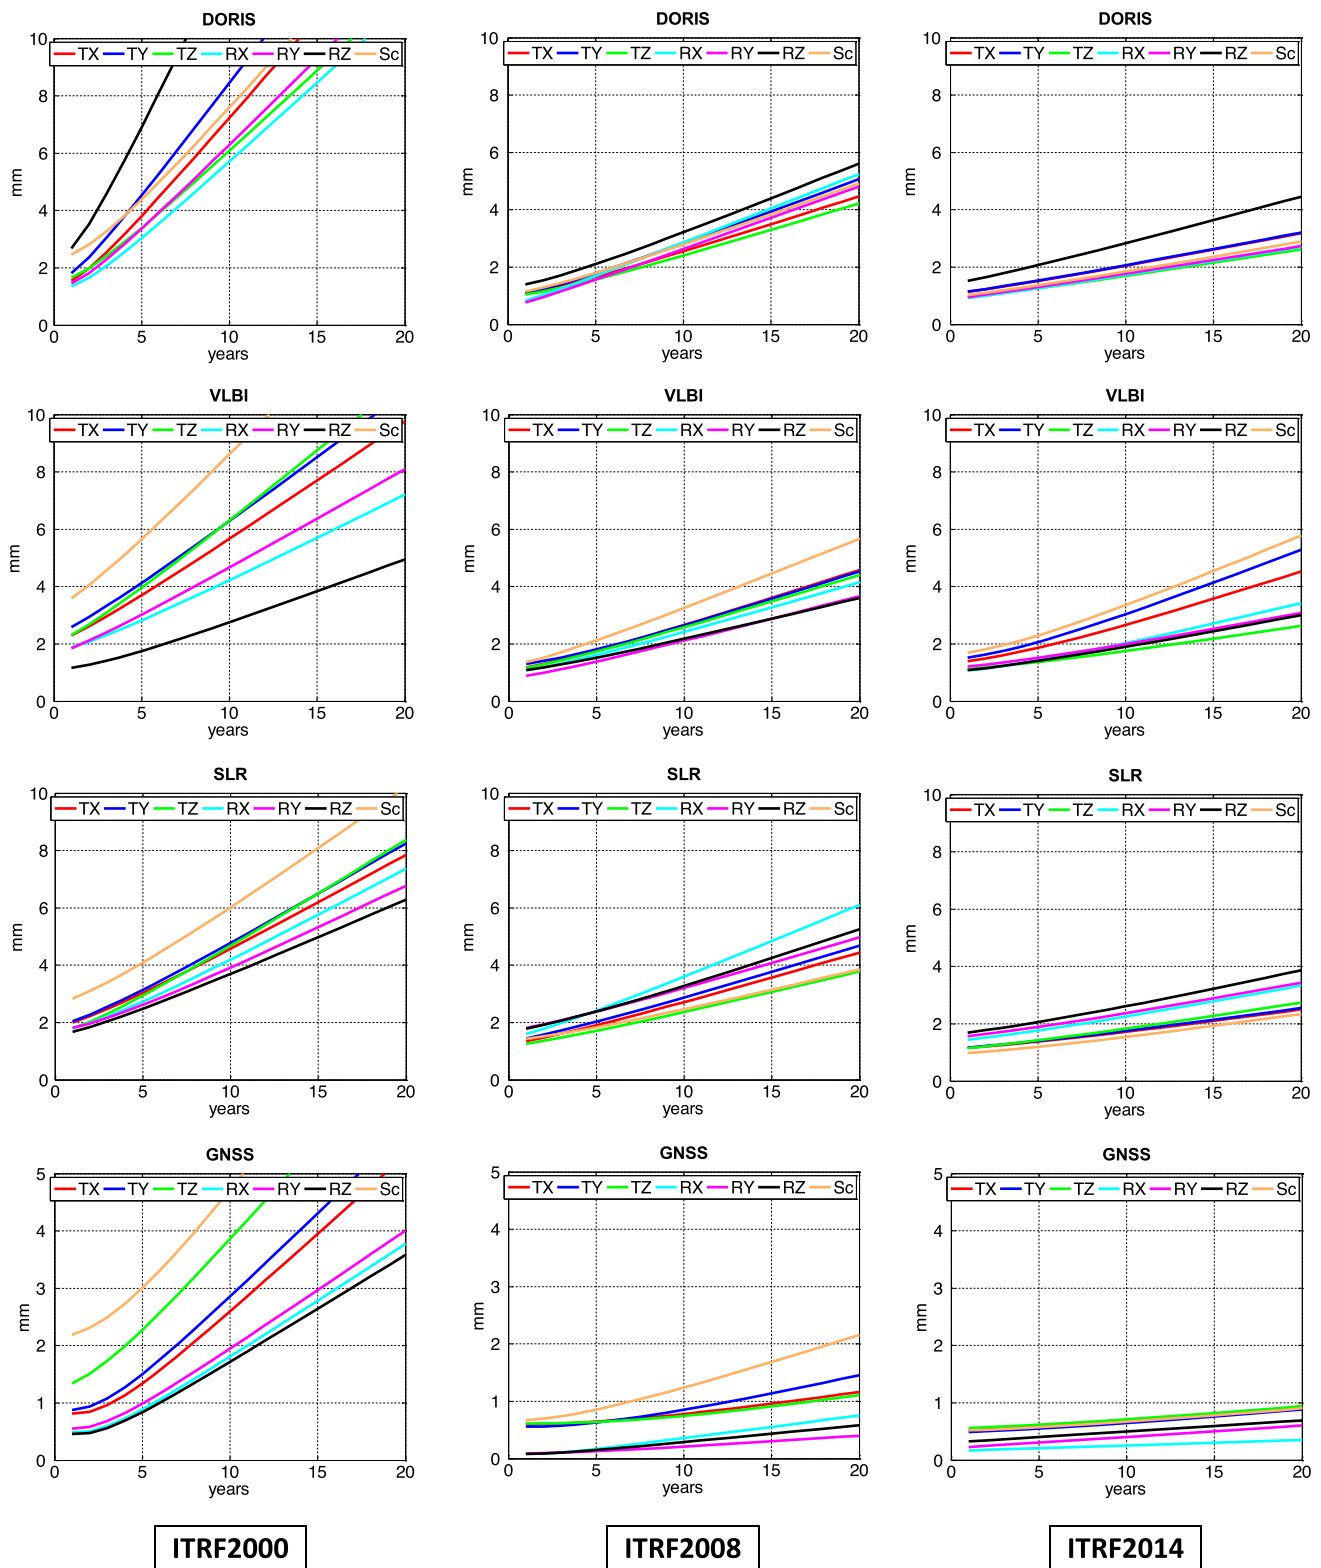 DORIS
TX TY TZ RX RY RZ Sc
10
8
6
4
2
0
mm
0 5 10 15 20
years
DORIS
TX TY TZ RX RY RZ Sc
10
8
6
4
2
0
mm
0 5 10 15 20
years
DORIS
TX TY TZ RX RY RZ Sc
10
8
6
4
2
0
mm
0 5 10 15 20
years
VLBI
TX TY TZ RX RY RZ Sc
10
8
6
4
2
0
mm
0 5 10 15 20
years
VLBI
TX TY TZ RX RY RZ Sc
10
8
6
4
2
0
mm
0 5 10 15 20
years
VLBI
TX TY TZ RX RY RZ Sc
10
8
6
4
2
0
mm
0 5 10 15 20
years
SLR
TX TY TZ RX RY RZ Sc
10
8
6
4
2
0
mm
0 5 10 15 20
years
SLR
TX TY TZ RX RY RZ Sc
10
8
6
4
2
0
mm
0 5 10 15 20
years
SLR
TX TY TZ RX RY RZ Sc
10
8
6
4
2
0
mm
0 5 10 15 20
years
GNSS
TX TY TZ RX RY RZ Sc
5
4
3
2
1
0
mm
0 5 10 15 20
years
GNSS
TX TY TZ RX RY RZ Sc
5
4
3
2
1
0
mm
0 5 10 15 20
years
GNSS
TX TY TZ RX RY RZ Sc
5
4
3
2
1
0
mm
0 5 10 15 20
years
ITRF2000
ITRF2008
ITRF2014